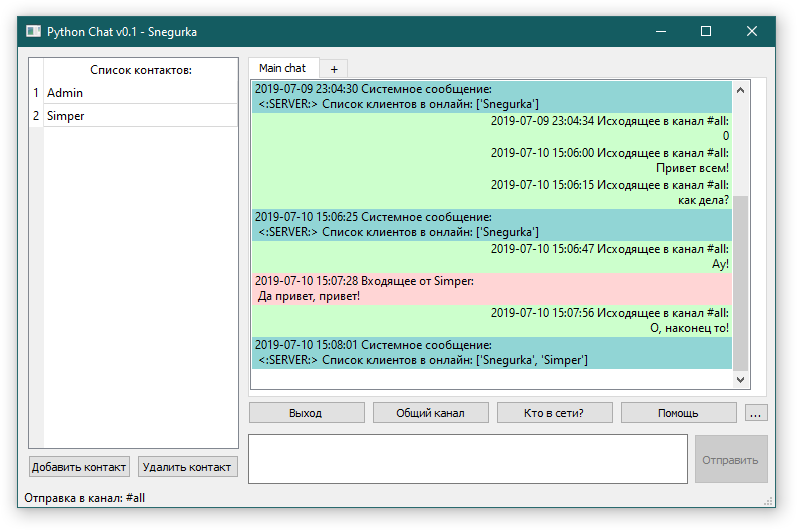 Python Chat v0.1 - Snegurka
Список контактов:
1 Admin
2 Simper
Main chat +
2019-07-09 23:04:30 Системное сообщение:
<:SERVER:> Список клиентов в онлайн: ['Snegurka']
2019-07-09 23:04:34 Исходящее в канал #all:
0
2019-07-10 15:06:00 Исходящее в канал #all:
Привет всем!
2019-07-10 15:06:15 Исходящее в канал #all:
как дела?
2019-07-10 15:06:25 Системное сообщение:
<:SERVER:> Список клиентов в онлайн: ['Snegurka']
2019-07-10 15:06:47 Исходящее в канал #all:
Ау!
2019-07-10 15:07:28 Входящее от Simper:
Да привет, привет!
2019-07-10 15:07:56 Исходящее в канал #all:
О, наконец то!
2019-07-10 15:08:01 Системное сообщение:
<:SERVER:> Список клиентов в онлайн: ['Snegurka', 'Simper']
Выход Общий канал Кто в сети? Помощь ...
Добавить контакт Удалить контакт Отправить
Отправка в канал: #all